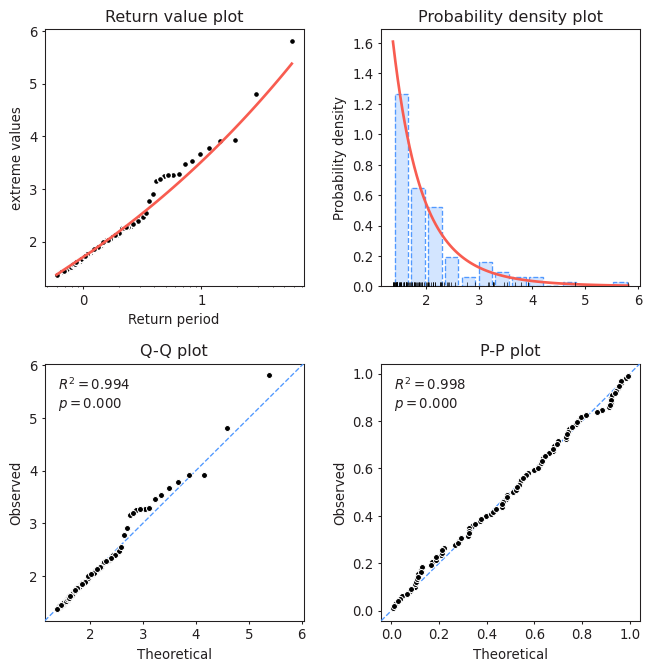 Return value plot
Probability density plot
6
5
4
3
2
extreme values
0
1
Return period
1.6
1.4
1.2
1.0
0.8
0.6
0.4
0.2
0.0
Probability density
2
3
4
5
6
Q-Q plot
P-P plot
R² = 0.994
p = 0.000
6
5
4
3
2
Observed
2
3
4
5
6
Theoretical
R² = 0.998
p = 0.000
1.0
0.8
0.6
0.4
0.2
0.0
Observed
0.0
0.2
0.4
0.6
0.8
1.0
Theoretical